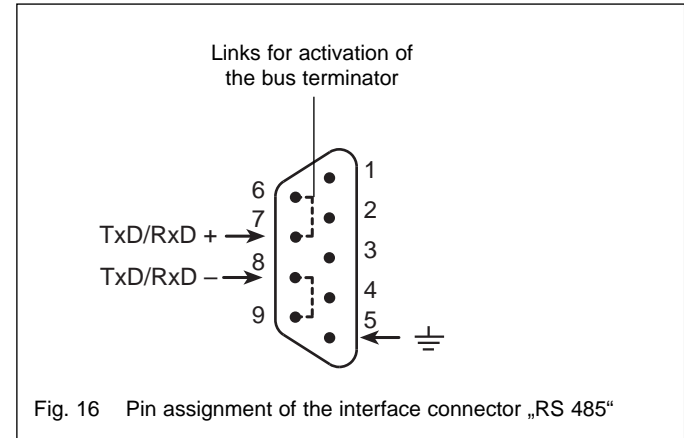 Links for activation of
the bus terminator
1
6
2
7
TxD/RxD +
3
8
TxD/RxD –
4
9
5
Fig. 16 Pin assignment of the interface connector „RS 485“